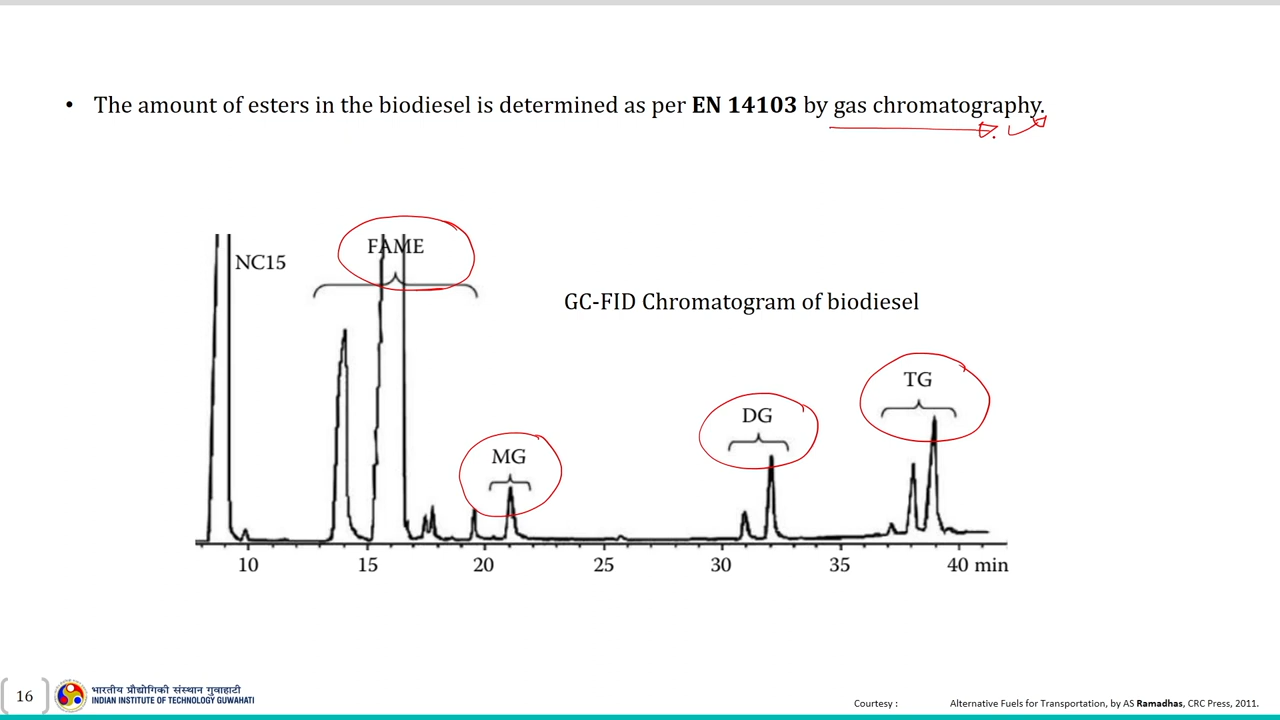 • The amount of esters in the biodiesel is determined as per EN 14103 by gas chromatography.
FAME
NC15
GC-FID Chromatogram of biodiesel
TG
DG
MG
10 15 20 25 30 35 40 min
16
भारतीय प्रौद्योगिकी संस्थान गुवाहाटी
INDIAN INSTITUTE OF TECHNOLOGY GUWAHATI
Courtesy : Alternative Fuels for Transportation, by AS Ramadhas, CRC Press, 2011.